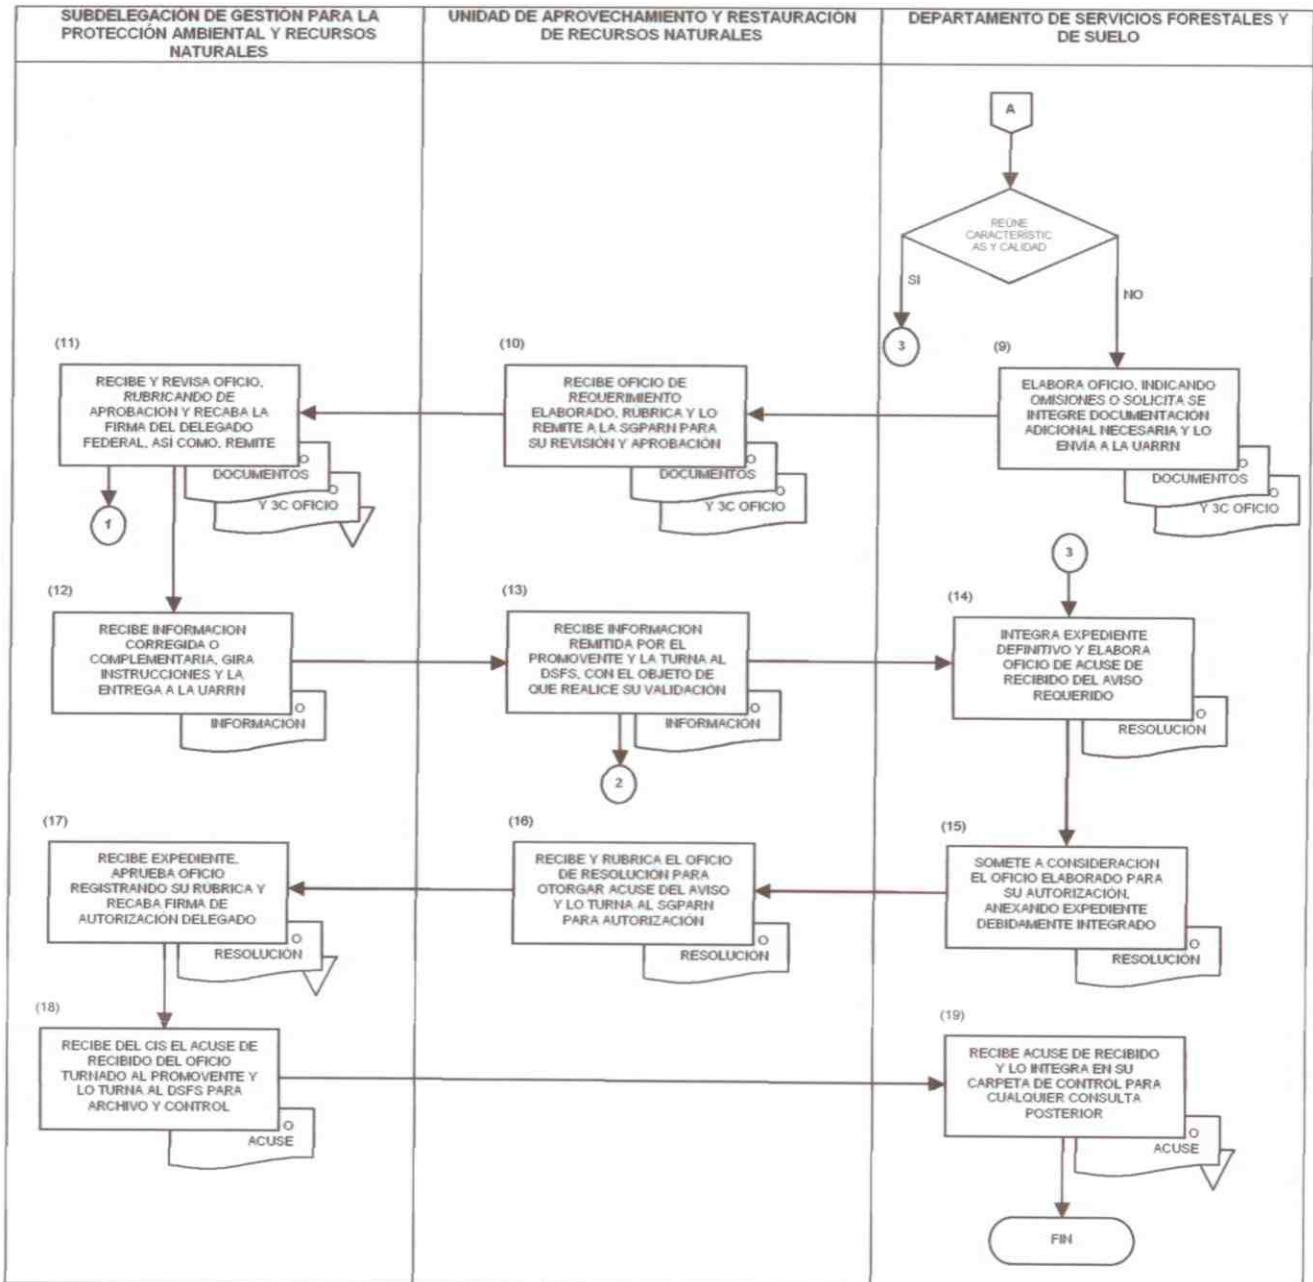 SUBDELEGACIÓN DE GESTIÓN PARA LA
PROTECCIÓN AMBIENTAL Y RECURSOS
NATURALES
UNIDAD DE APROVECHAMIENTO Y RESTAURACIÓN
DE RECURSOS NATURALES
DEPARTAMENTO DE SERVICIOS FORESTALES Y
DE SUELO
A
REÚNE
CARACTERÍSTIC
AS Y CALIDAD
SI
NO
3
(9)
ELABORA OFICIO, INDICANDO
OMISIONES O SOLICITA SE
INTEGRE DOCUMENTACIÓN
ADICIONAL NECESARIA Y LO
ENVÍA A LA UARRN
O
DOCUMENTOS
O
Y 3C OFICIO
(10)
RECIBE OFICIO DE
REQUERIMIENTO
ELABORADO, RÚBRICA Y LO
REMITE A LA SGPARN PARA
SU REVISIÓN Y APROBACIÓN
O
DOCUMENTOS
O
Y 3C OFICIO
(11)
RECIBE Y REVISA OFICIO,
RUBRICANDO DE
APROBACIÓN Y RECABA LA
FIRMA DEL DELEGADO
FEDERAL, ASÍ COMO, REMITE
O
DOCUMENTOS
O
Y 3C OFICIO
1
(12)
RECIBE INFORMACION
CORREGIDA O
COMPLEMENTARIA, GIRA
INSTRUCCIONES Y LA
ENTREGA A LA UARRN
O
INFORMACIÓN
(13)
RECIBE INFORMACION
REMITIDA POR EL
PROMOVENTE Y LA TURNA AL
DSFS, CON EL OBJETO DE
QUE REALICE SU VALIDACIÓN
O
INFORMACIÓN
2
3
(14)
INTEGRA EXPEDIENTE
DEFINITIVO Y ELABORA
OFICIO DE ACUSE DE
RECIBIDO DEL AVISO
REQUERIDO
O
RESOLUCIÓN
(15)
SOMETE A CONSIDERACION
EL OFICIO ELABORADO PARA
SU AUTORIZACIÓN,
ANEXANDO EXPEDIENTE
DEBIDAMENTE INTEGRADO
O
RESOLUCIÓN
(16)
RECIBE Y RUBRICA EL OFICIO
DE RESOLUCIÓN PARA
OTORGAR ACUSE DEL AVISO
Y LO TURNA AL SGPARN
PARA AUTORIZACIÓN
O
RESOLUCIÓN
(17)
RECIBE EXPEDIENTE,
APRUEBA OFICIO
REGISTRANDO SU RUBRICA Y
RECABA FIRMA DE
AUTORIZACIÓN DELEGADO
O
RESOLUCIÓN
(18)
RECIBE DEL CIS EL ACUSE DE
RECIBIDO DEL OFICIO
TURNADO AL PROMOVENTE Y
LO TURNA AL DSFS PARA
ARCHIVO Y CONTROL
O
ACUSE
(19)
RECIBE ACUSE DE RECIBIDO
Y LO INTEGRA EN SU
CARPETA DE CONTROL PARA
CUALQUIER CONSULTA
POSTERIOR
O
ACUSE
FIN